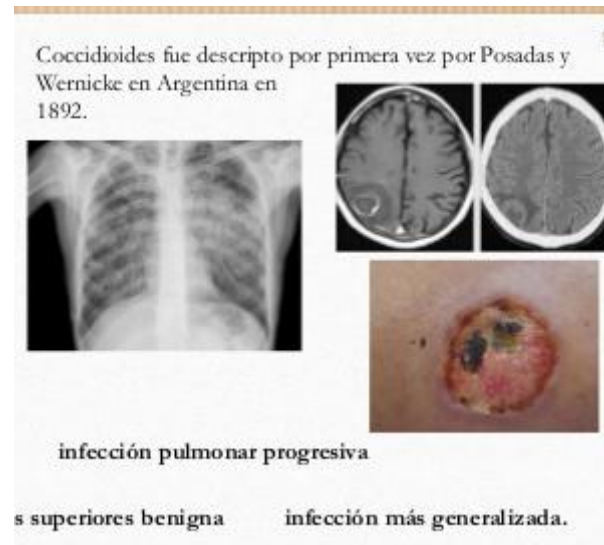 Coccidioides fue descripto por primera vez por Posadas y
Wernicke en Argentina en
1892.
infección pulmonar progresiva
s superiores benigna infección más generalizada.